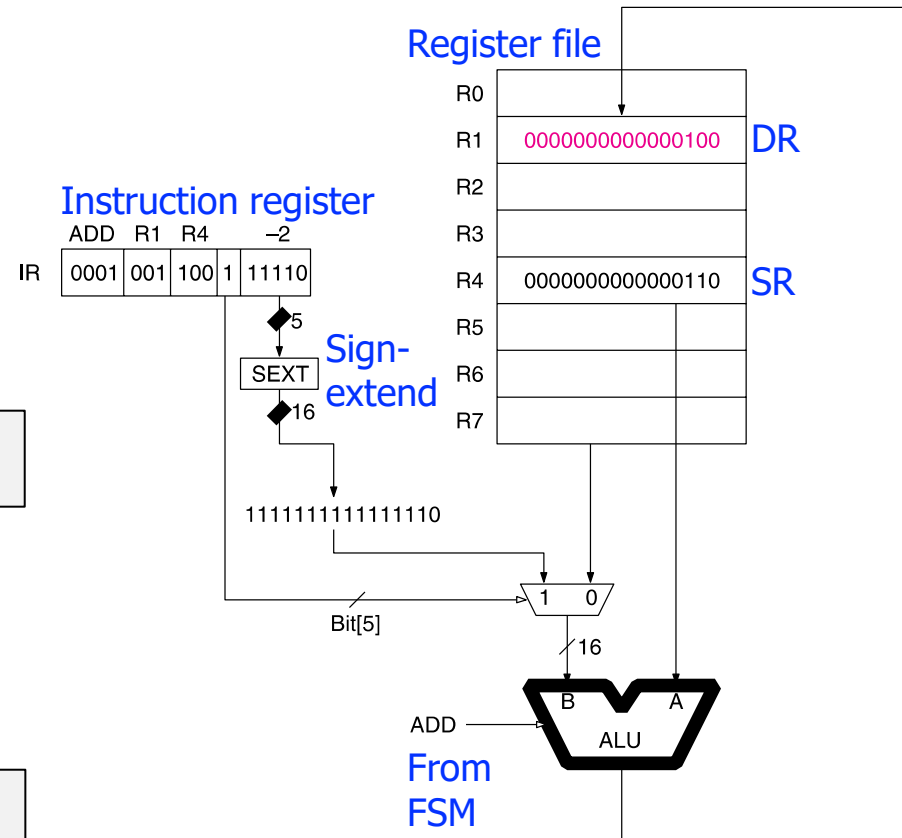 Register file
R0
R1 0000000000000100 DR
R2
Instruction register
ADD R1 R4 –2
R3
IR 0001 001 100 1 11110
R4 0000000000000110 SR
5
R5
Sign-
SEXT
extend
R6
16
R7
1111111111111110
1 0
Bit[5]
16
B A
ADD
ALU
From
FSM